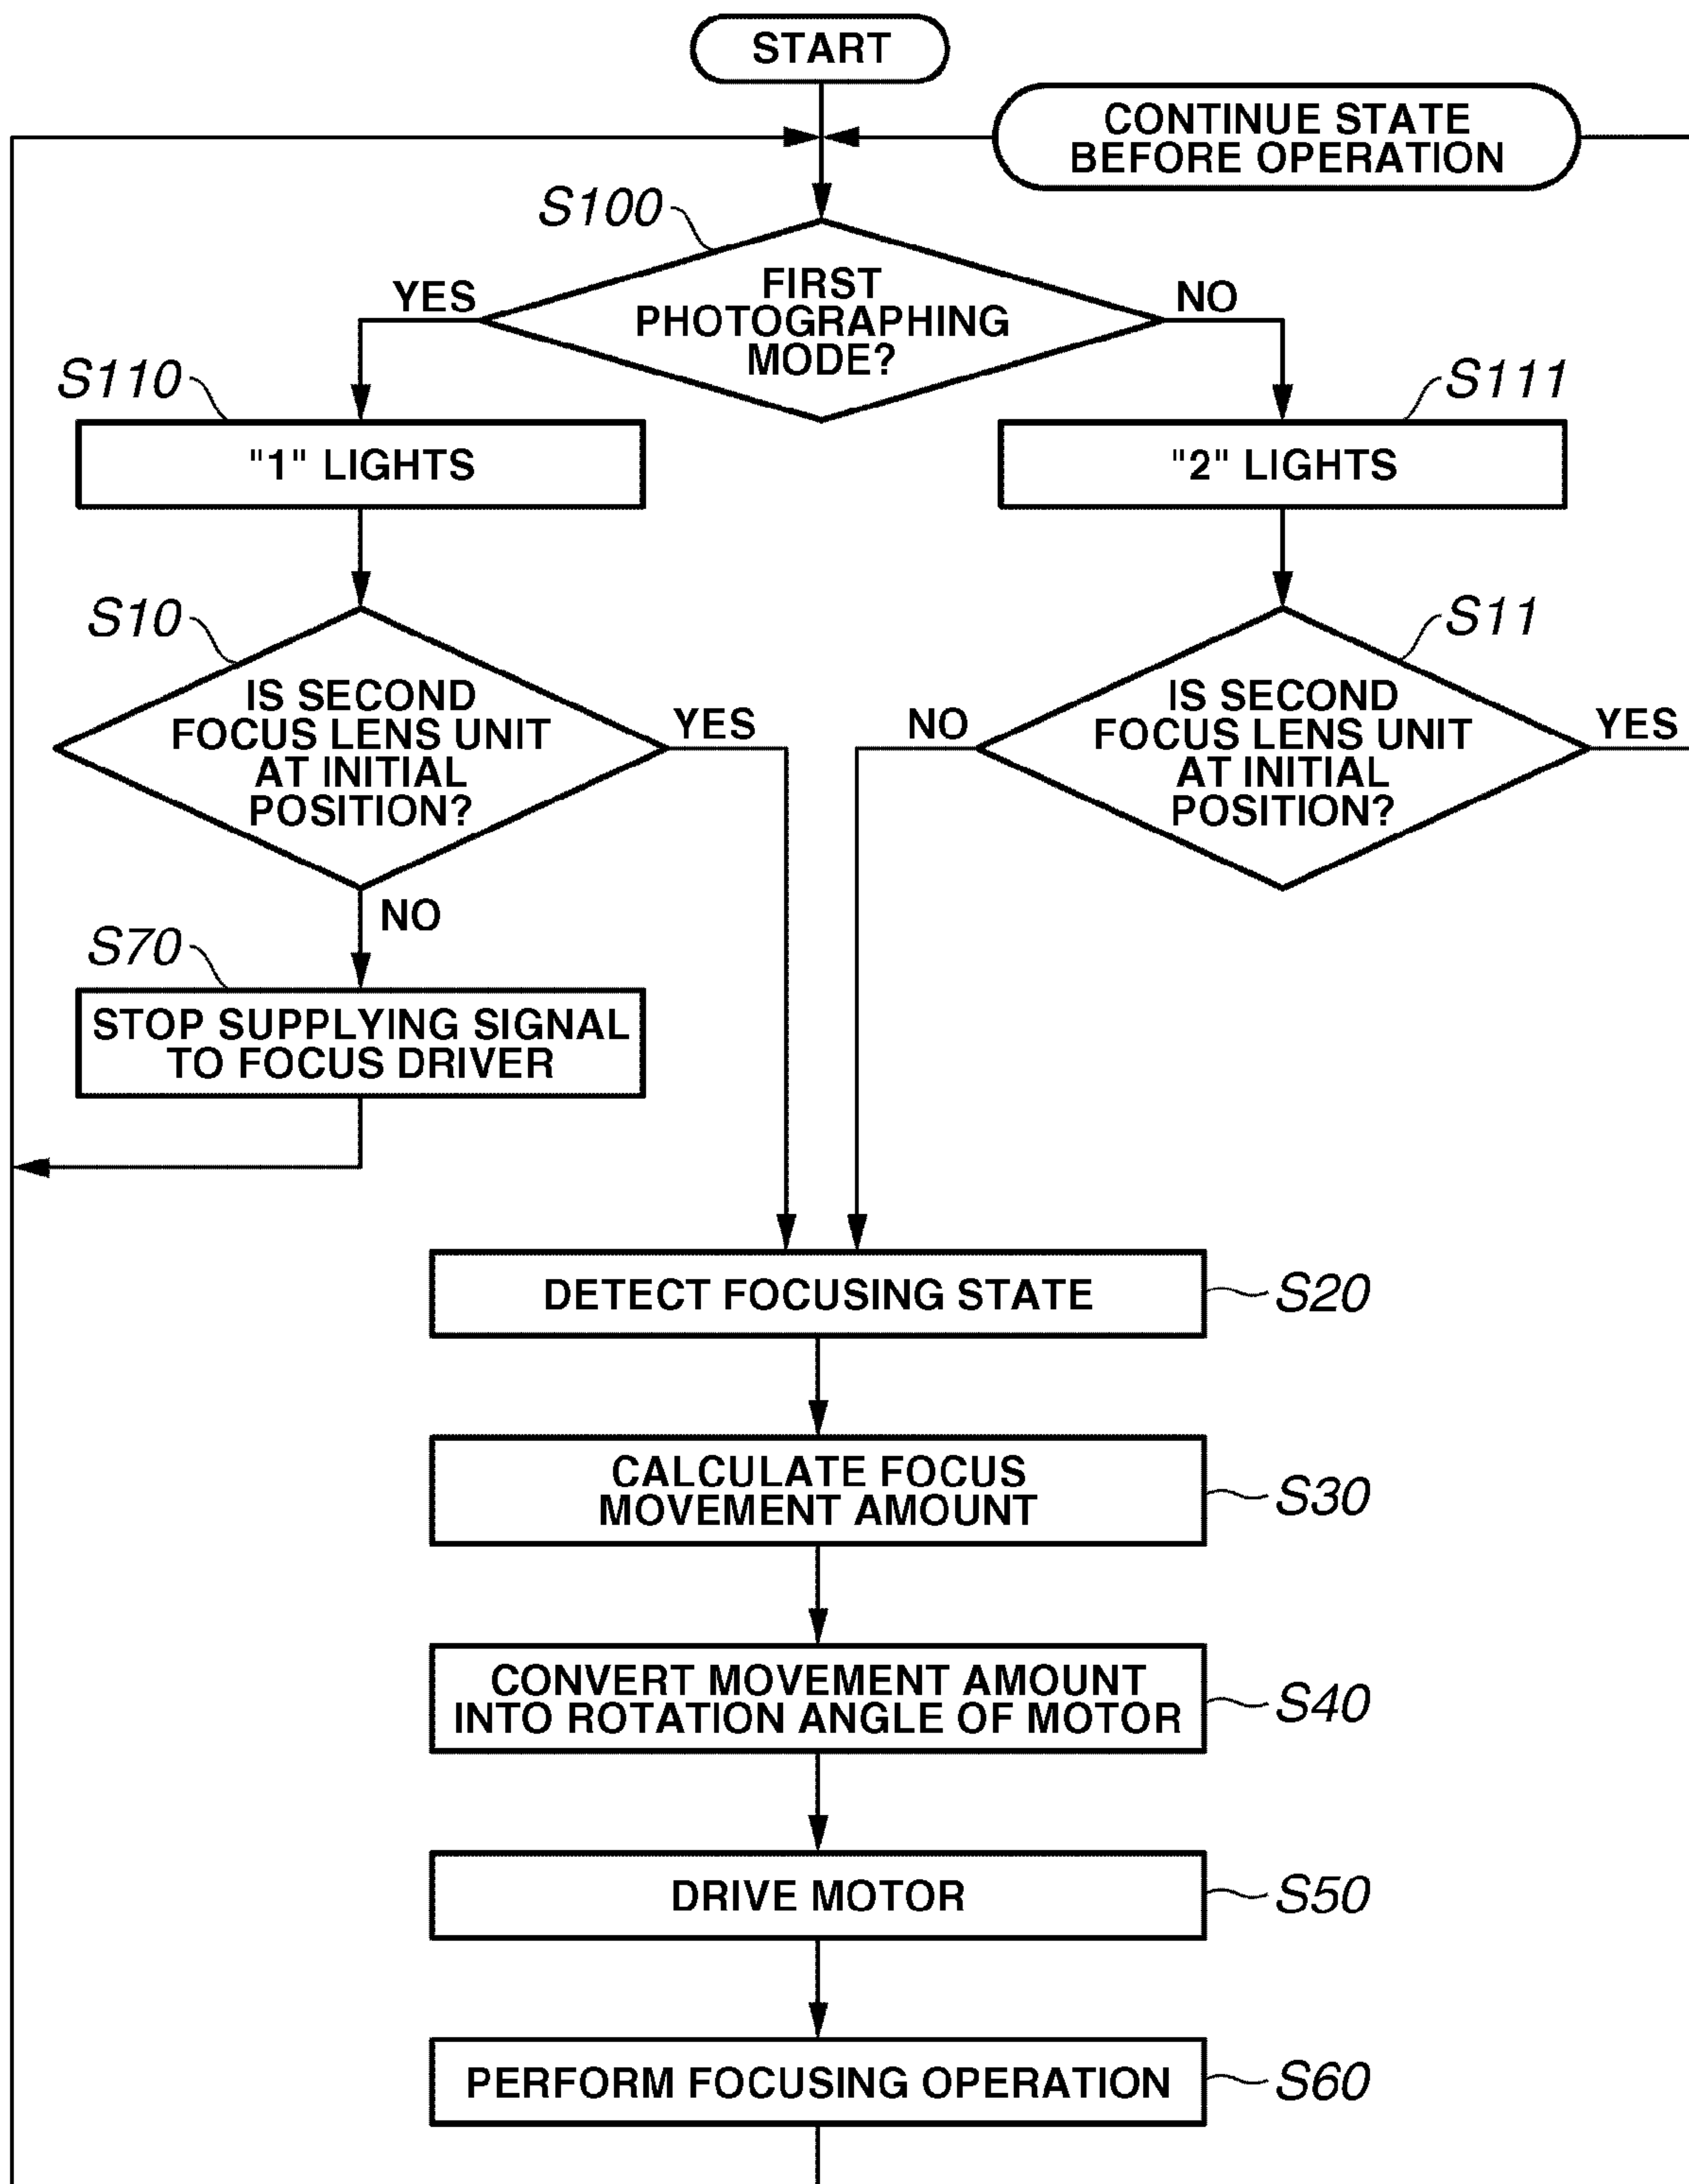 START
CONTINUE STATE
BEFORE OPERATION
S100
FIRST
PHOTOGRAPHING
MODE?
YES
NO
S110
"1" LIGHTS
S111
"2" LIGHTS
S10
IS SECOND
FOCUS LENS UNIT
AT INITIAL
POSITION?
YES
NO
S11
IS SECOND
FOCUS LENS UNIT
AT INITIAL
POSITION?
NO
YES
S70
STOP SUPPLYING SIGNAL
TO FOCUS DRIVER
DETECT FOCUSING STATE
S20
CALCULATE FOCUS
MOVEMENT AMOUNT
S30
CONVERT MOVEMENT AMOUNT
INTO ROTATION ANGLE OF MOTOR
S40
DRIVE MOTOR
S50
PERFORM FOCUSING OPERATION
S60